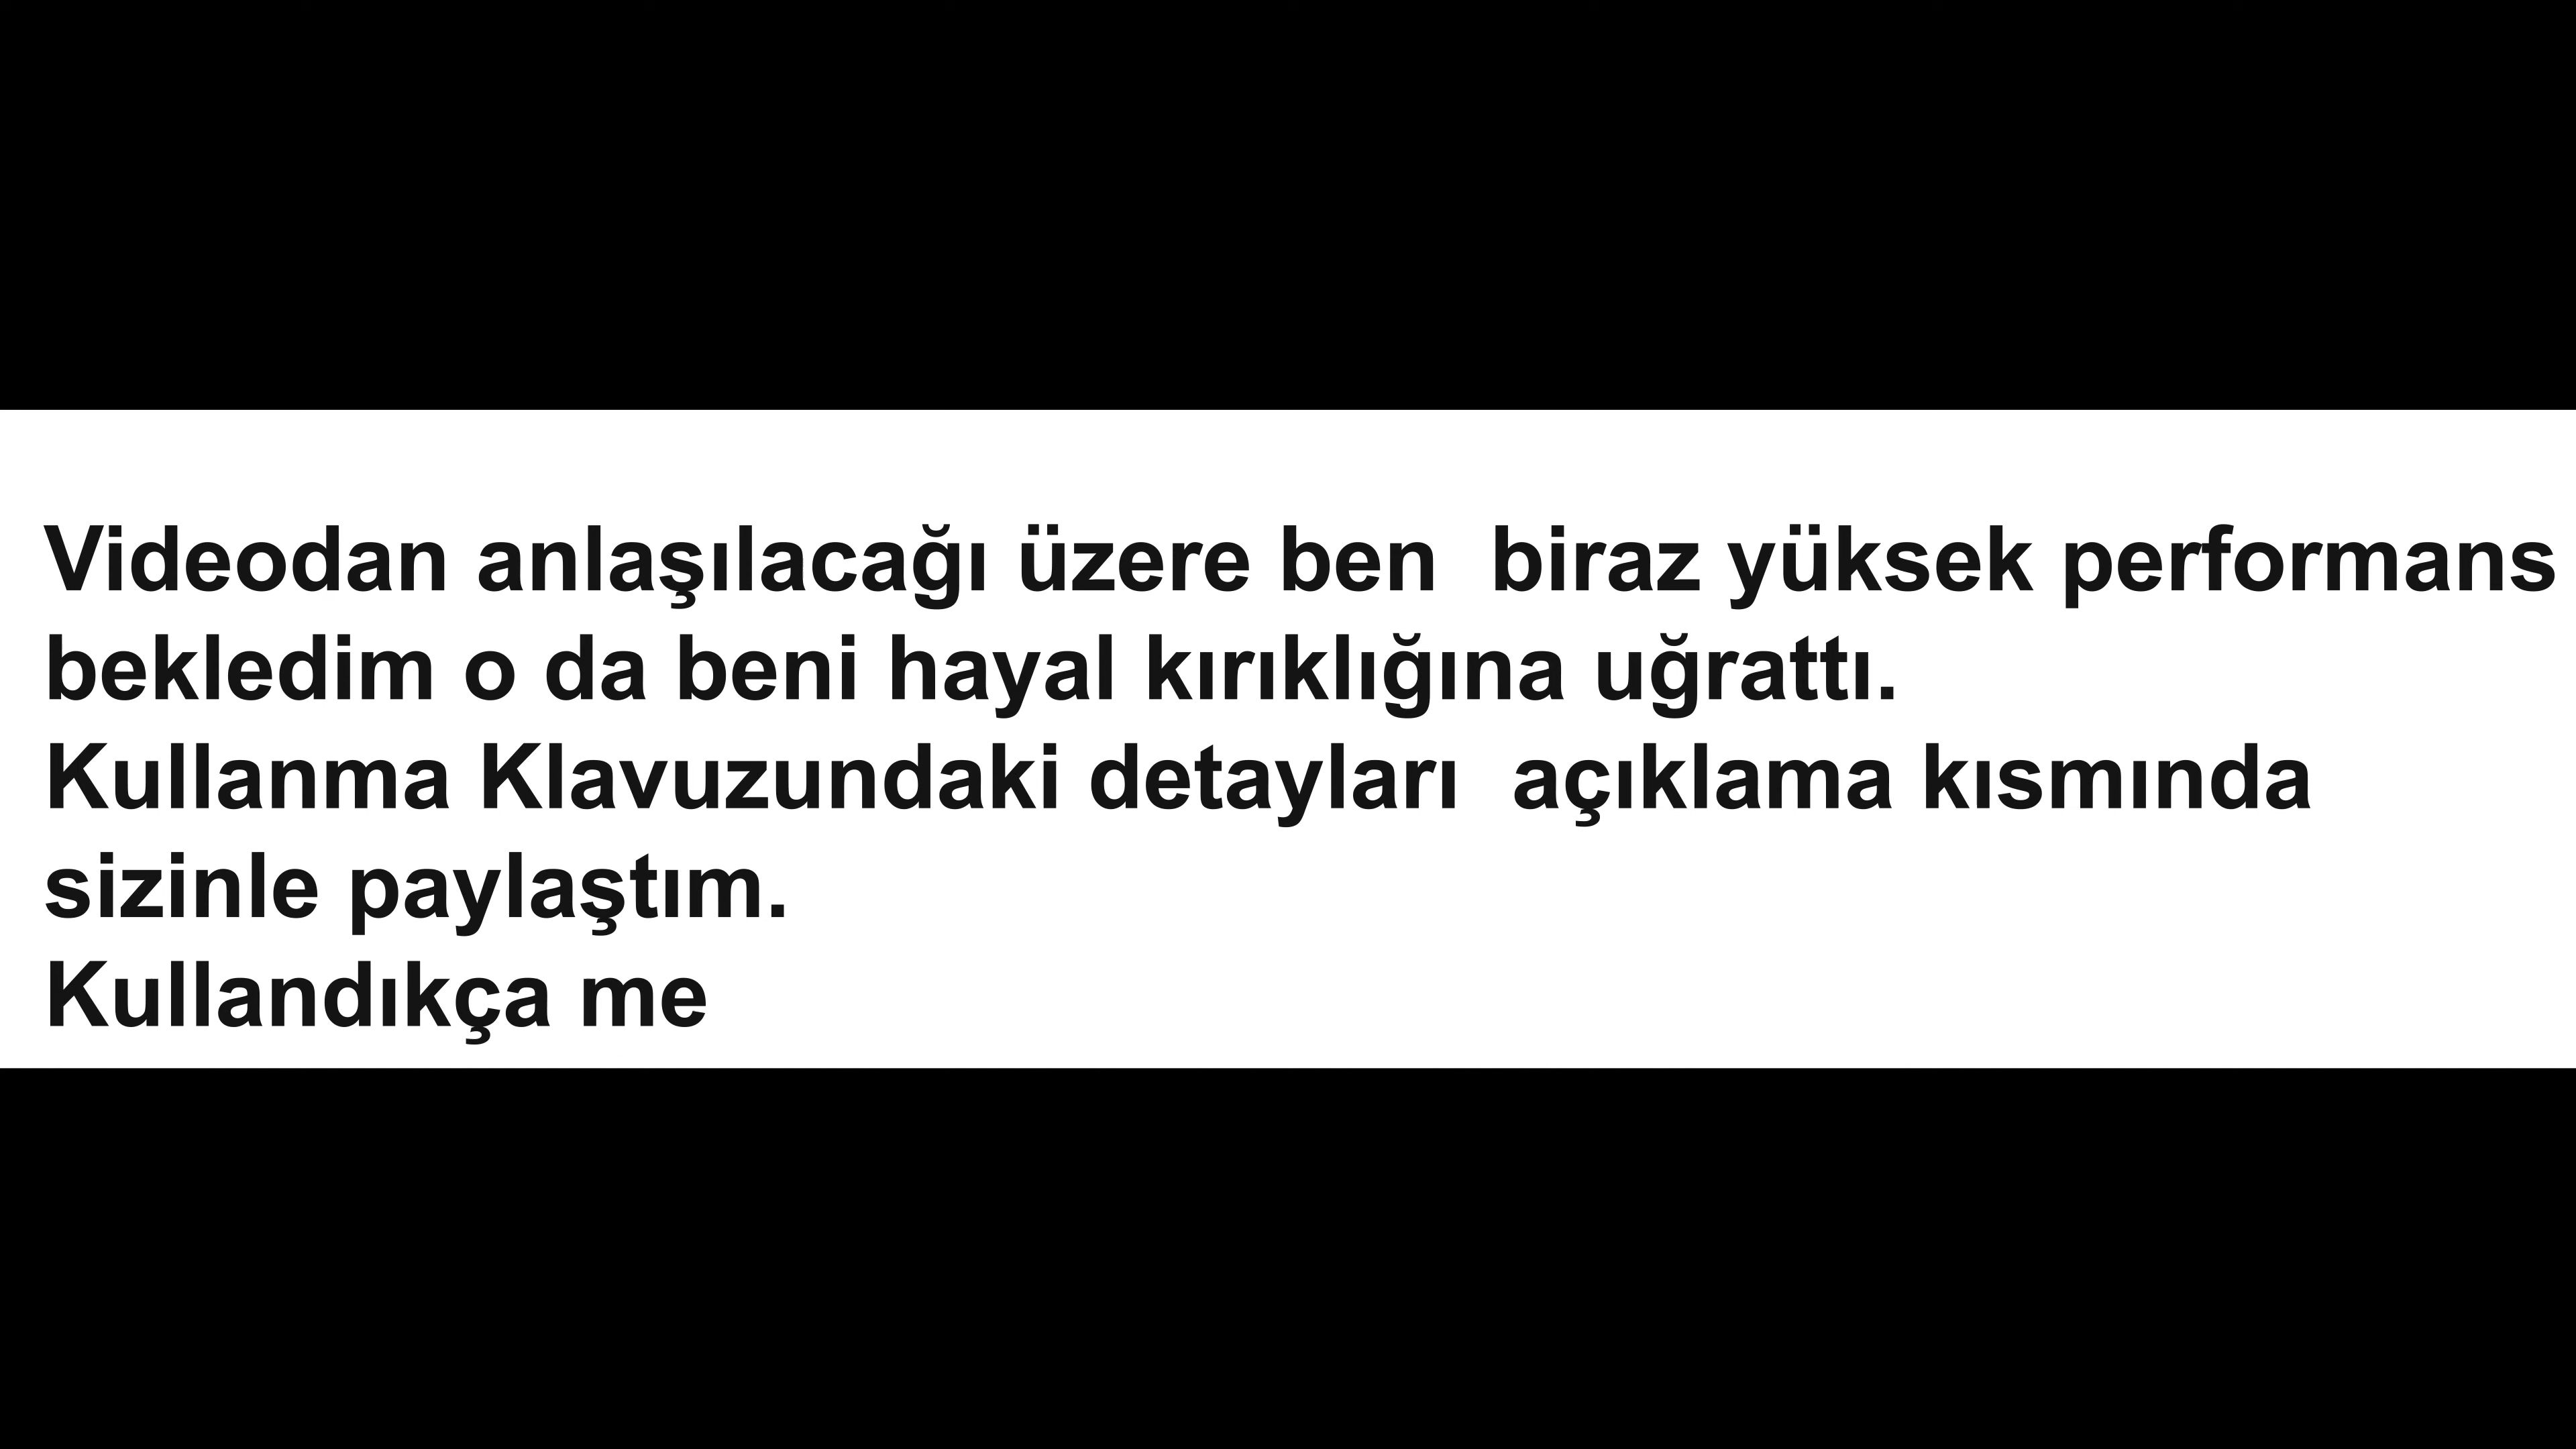 Videodan anlaşılacağı üzere ben  biraz yüksek performans
bekledim o da beni hayal kırıklığına uğrattı.
Kullanma Klavuzundaki detayları  açıklama kısmında
sizinle paylaştım.
Kullandıkça me